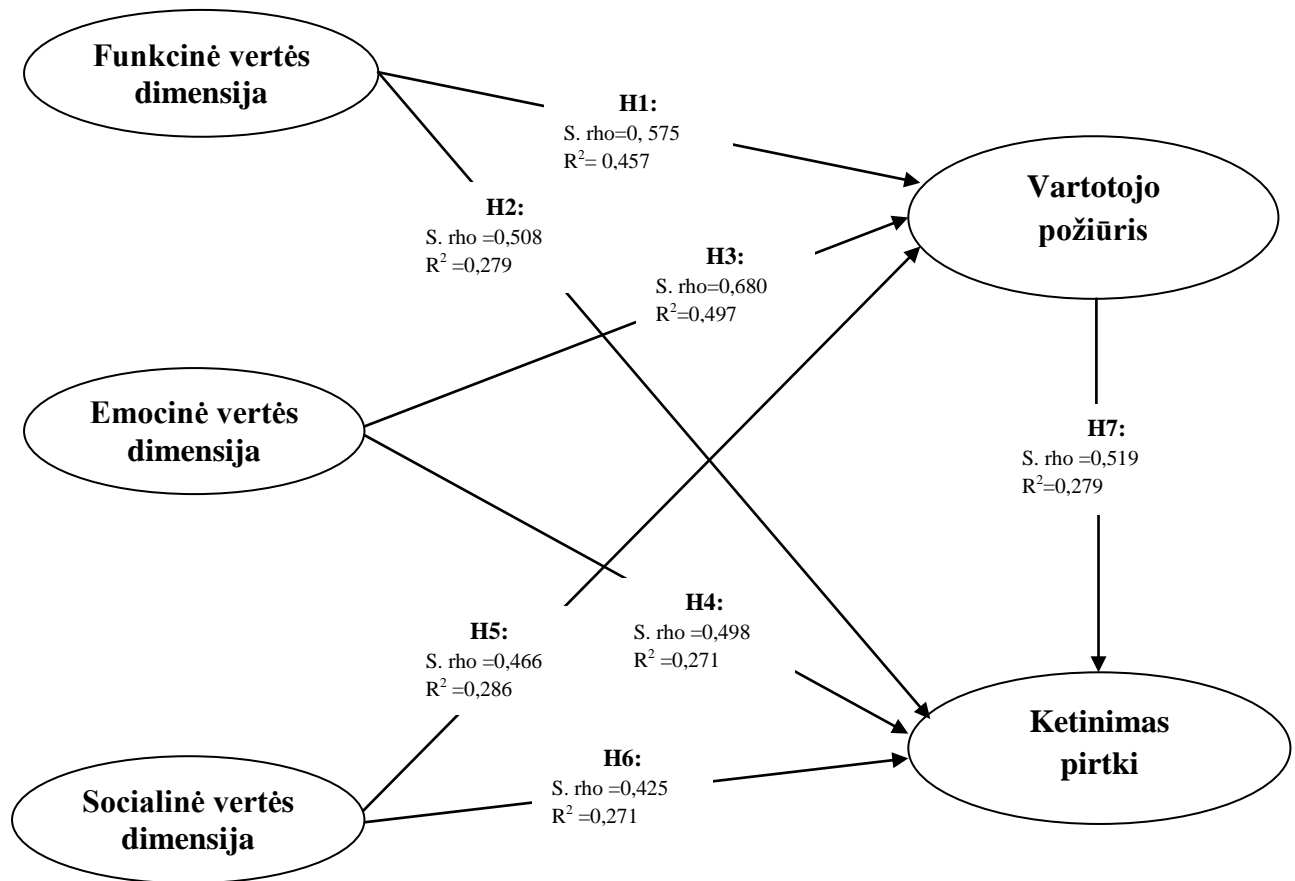 Funkcinė vertės
dimensija
H1:
S. rho=0, 575
R²= 0,457
Vartotojo
požiūris
H2:
S. rho =0,508
R² =0,279
H3:
S. rho=0,680
R²=0,497
Emocinė vertės
dimensija
H7:
S. rho =0,519
R²=0,279
H4:
S. rho =0,498
R² =0,271
H5:
S. rho =0,466
R² =0,286
Ketinimas
pirtki
H6:
S. rho =0,425
R² =0,271
Socialinė vertės
dimensija